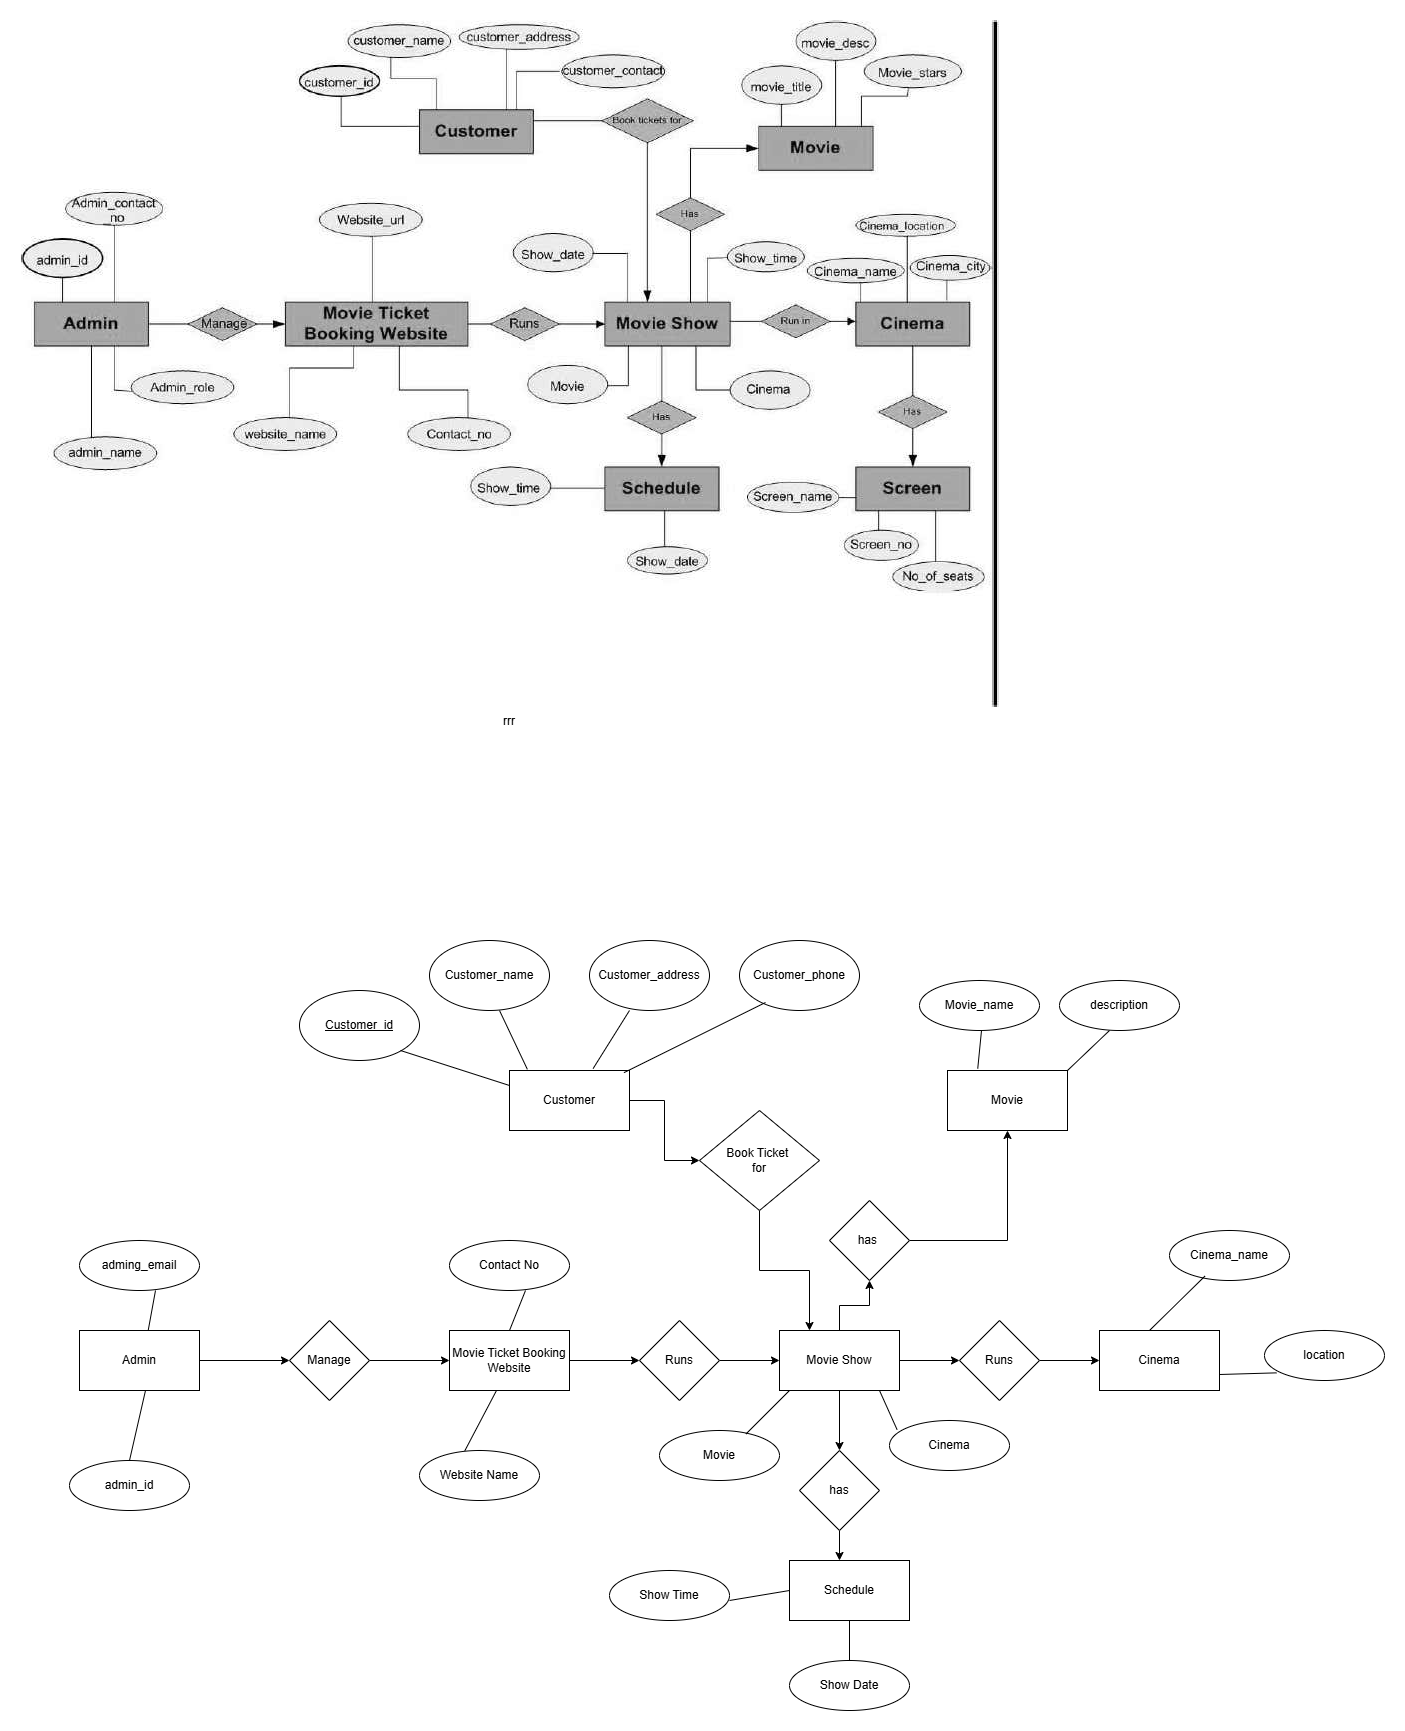 customer_name
customer_address
movie_desc
customer_id
customer_contact
movie_title
Movie_stars
Customer
Book tickets for
Movie
Admin_contact
_no
Website_url
Has
Cinema_location
admin_id
Show_date
Show_time
Cinema_name
Cinema_city
Admin
Manage
Movie Ticket
Booking Website
Runs
Movie Show
Run in
Cinema
Admin_role
Movie
Cinema
website_name
Contact_no
Has
Has
admin_name
Show_time
Schedule
Screen_name
Screen
Show_date
Screen_no
No_of_seats
rrr
Customer_name
Customer_address
Customer_phone
Customer_id
Movie_name
description
Customer
Movie
Book Ticket
for
has
adming_email
Contact No
Cinema_name
Admin
Manage
Movie Ticket Booking
Website
Runs
Movie Show
Runs
Cinema
location
Movie
Cinema
admin_id
Website Name
has
Show Time
Schedule
Show Date